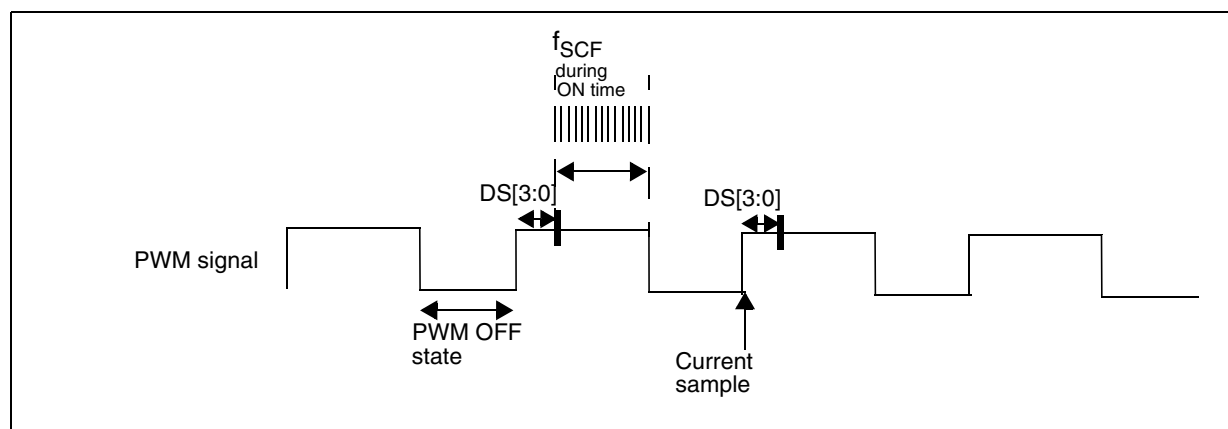 fSCF
during
ON time
DS[3:0]
DS[3:0]
PWM signal
PWM OFF
state
Current
sample